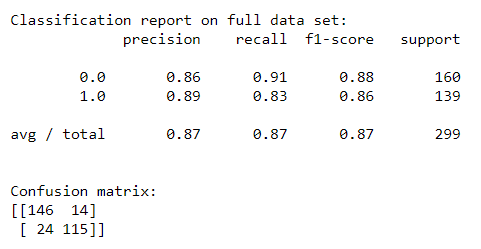 Classification report on full data set:
precision recall f1-score support
0.0 0.86 0.91 0.88 160
1.0 0.89 0.83 0.86 139
avg / total 0.87 0.87 0.87 299
Confusion matrix:
[[146 14]
[ 24 115]]